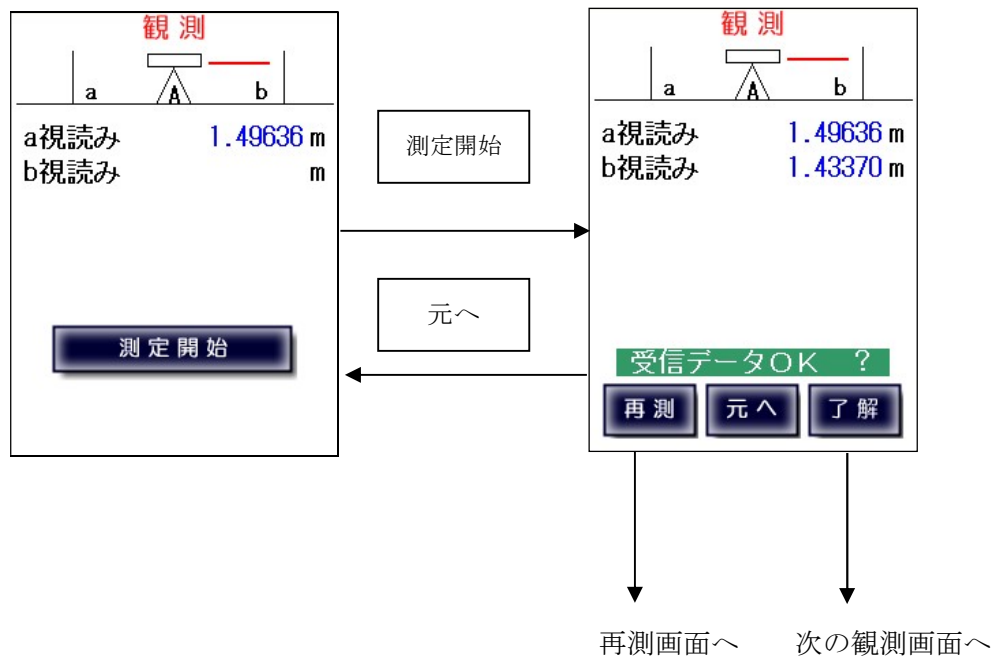 観測
a A b
a視読み 1.49636 m
b視読み m
測定開始
測定開始
元へ
観測
a A b
a視読み 1.49636 m
b視読み 1.43370 m
受信データOK ?
再測 元へ 了解
再測画面へ 次の観測画面へ